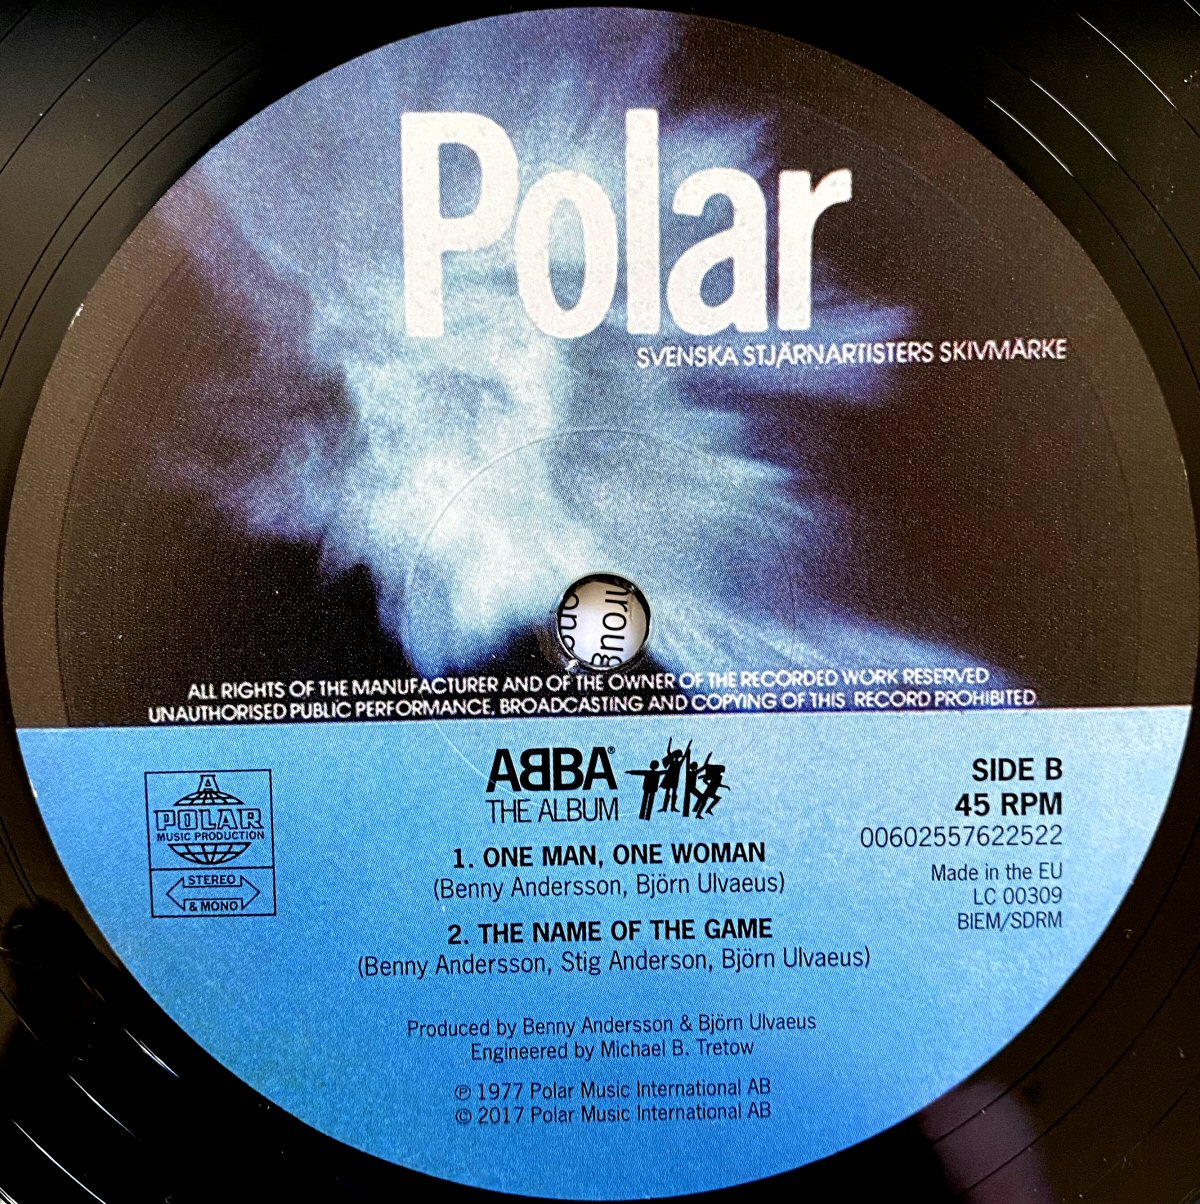 Polar
SVENSKA STJÄRNARTISTERS SKIVMÄRKE
ALL RIGHTS OF THE MANUFACTURER AND OF THE OWNER OF THE RECORDED WORK RESERVED
UNAUTHORISED PUBLIC PERFORMANCE, BROADCASTING AND COPYING OF THIS RECORD PROHIBITED.
A
POLAR
MUSIC PRODUCTION
STEREO
& MONO
ABBA®
THE ALBUM
SIDE B
45 RPM
00602557622522
Made in the EU
LC 00309
BIEM/SDRM
1. ONE MAN, ONE WOMAN
(Benny Andersson, Björn Ulvaeus)
2. THE NAME OF THE GAME
(Benny Andersson, Stig Anderson, Björn Ulvaeus)
Produced by Benny Andersson & Björn Ulvaeus
Engineered by Michael B. Tretow
℗ 1977 Polar Music International AB
© 2017 Polar Music International AB